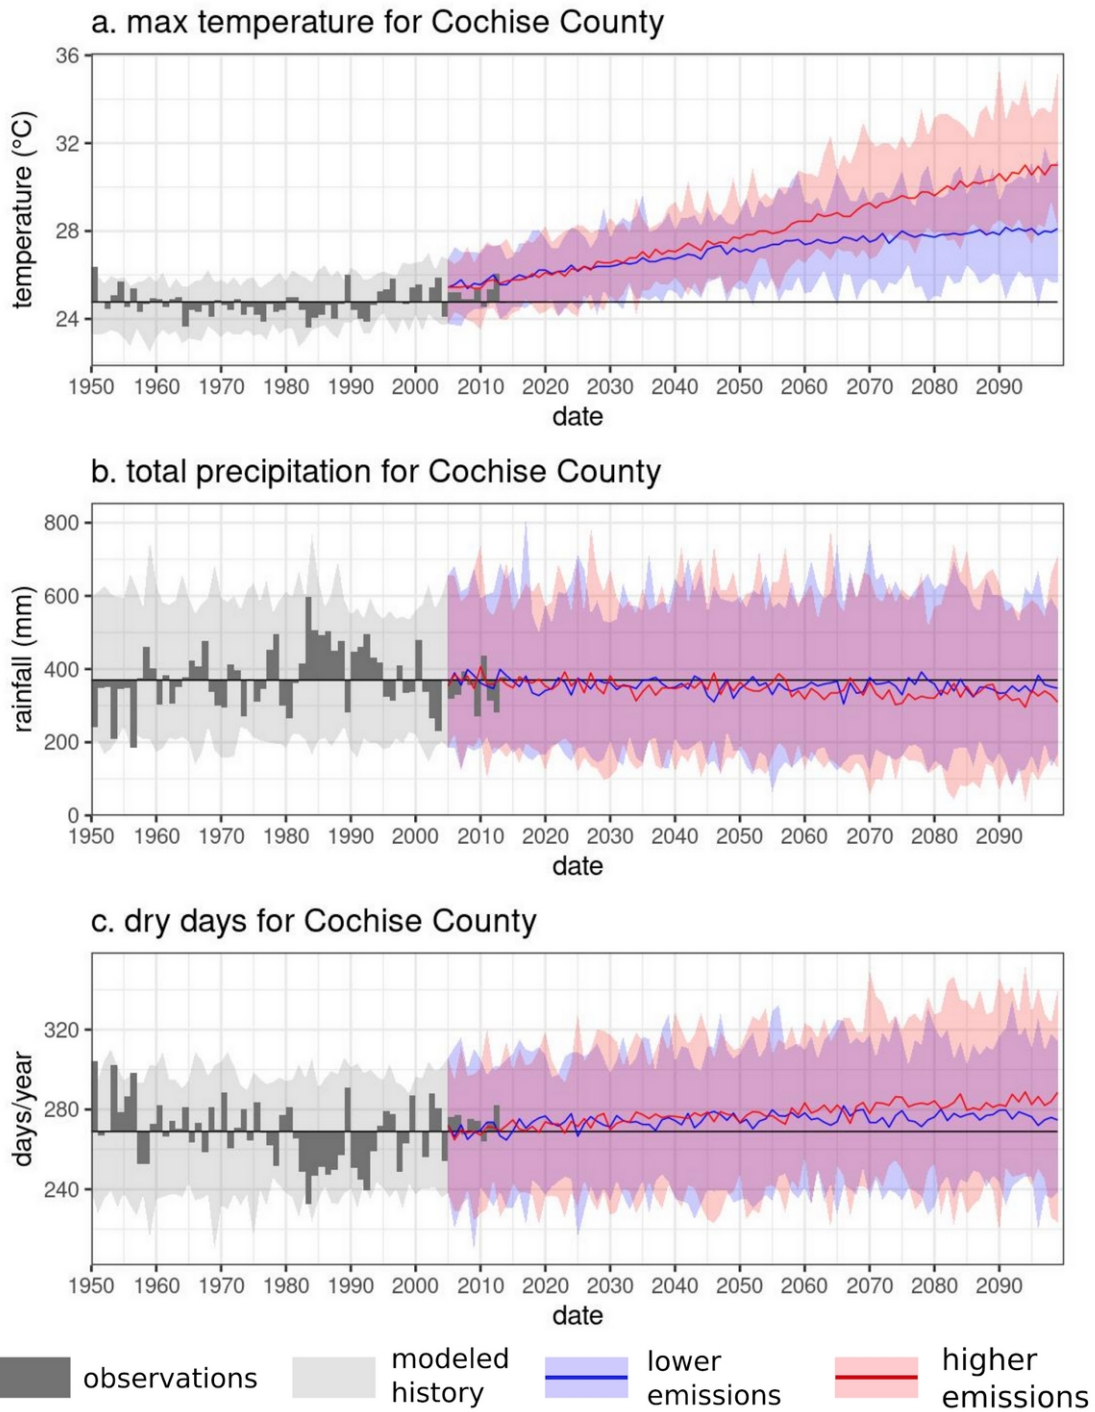 a. max temperature for Cochise County
36
32
28
24
temperature (°C)
1950 1960 1970 1980 1990 2000 2010 2020 2030 2040 2050 2060 2070 2080 2090
date
b. total precipitation for Cochise County
800
600
400
200
0
rainfall (mm)
1950 1960 1970 1980 1990 2000 2010 2020 2030 2040 2050 2060 2070 2080 2090
date
c. dry days for Cochise County
320
280
240
days/year
1950 1960 1970 1980 1990 2000 2010 2020 2030 2040 2050 2060 2070 2080 2090
date
observations
modeled
history
lower
emissions
higher
emissions